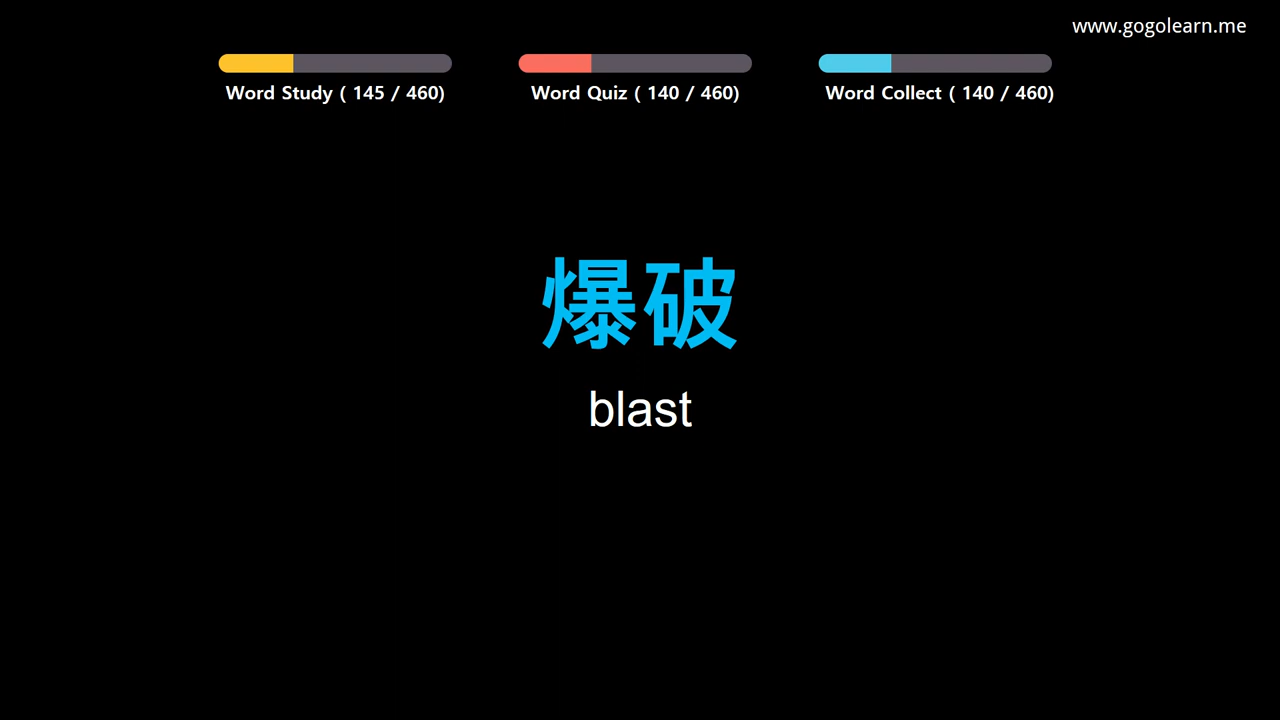 www.gogolearn.me
Word Study ( 145 / 460)
Word Quiz ( 140 / 460)
Word Collect ( 140 / 460)
爆破
blast